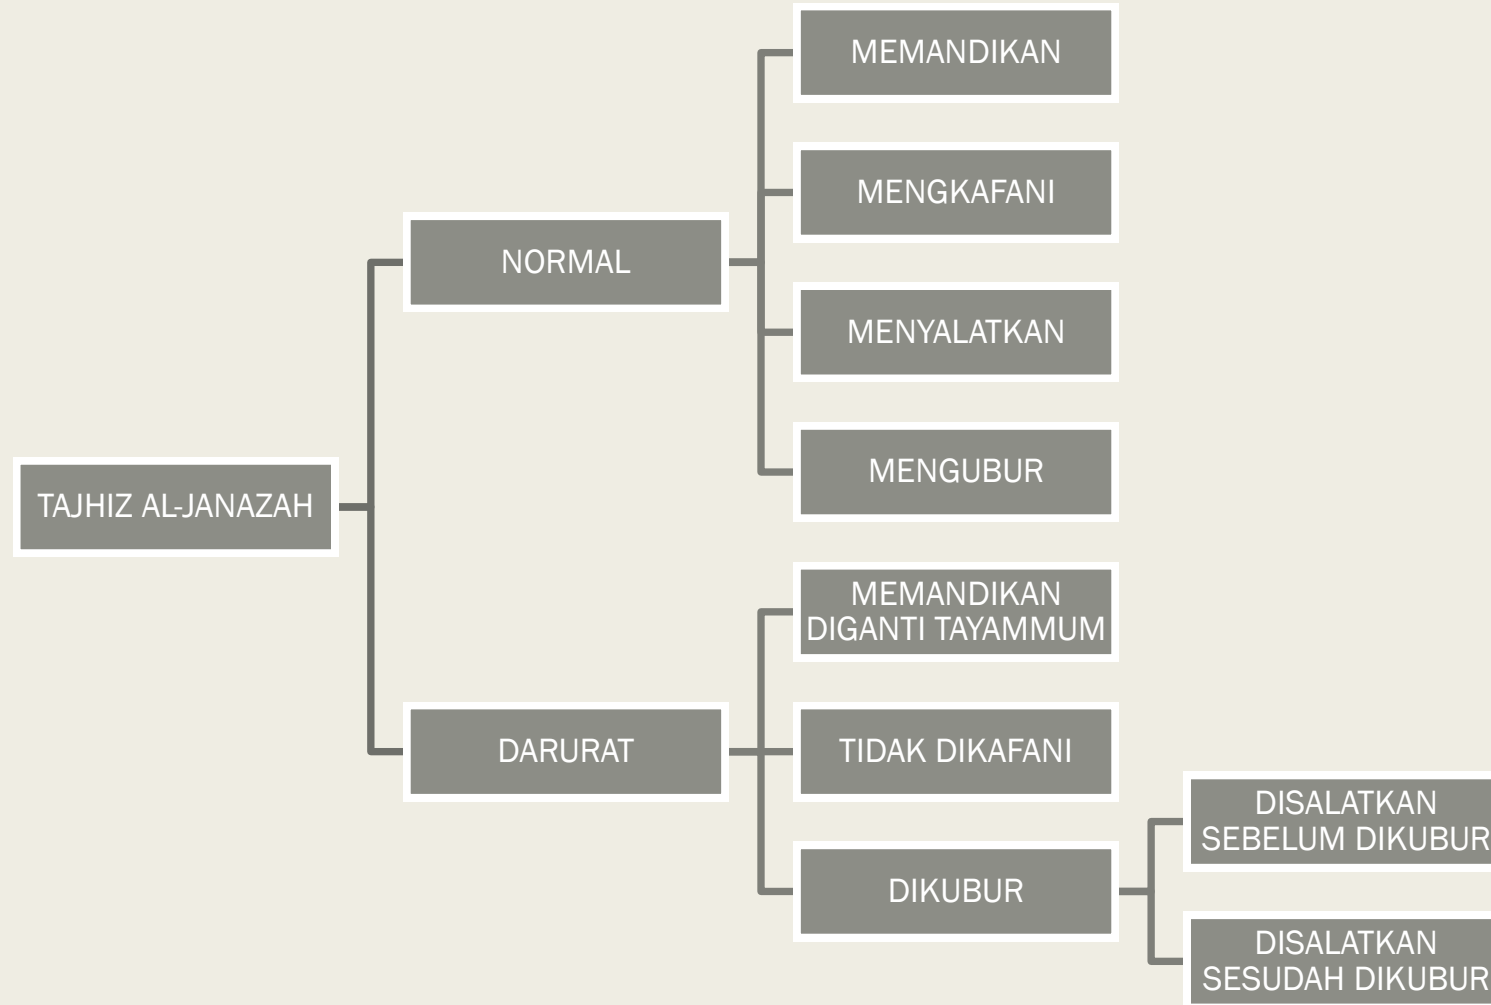 TAJHIZ AL-JANAZAH
NORMAL
MEMANDIKAN
MENGKAFANI
MENYALATKAN
MENGUBUR
DARURAT
MEMANDIKAN
DIGANTI TAYAMMUM
TIDAK DIKAFANI
DIKUBUR
DISALATKAN
SEBELUM DIKUBUR
DISALATKAN
SESUDAH DIKUBUR